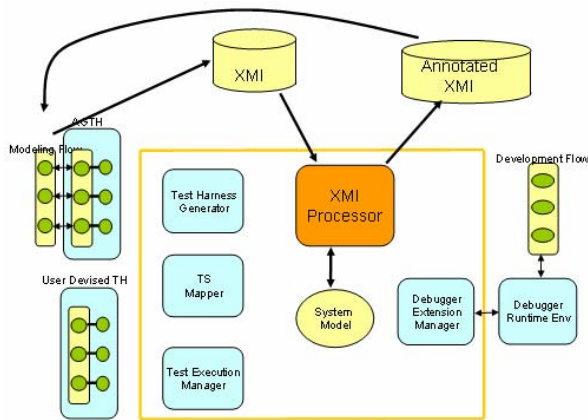 XMI
Annotated
XMI
AGTH
Modeling Flow
Development Flow
Test Harness
Generator
XMI
Processor
User Devised TH
TS
Mapper
System
Model
Debugger
Extension
Manager
Debugger
Runtime Env
Test Execution
Manager